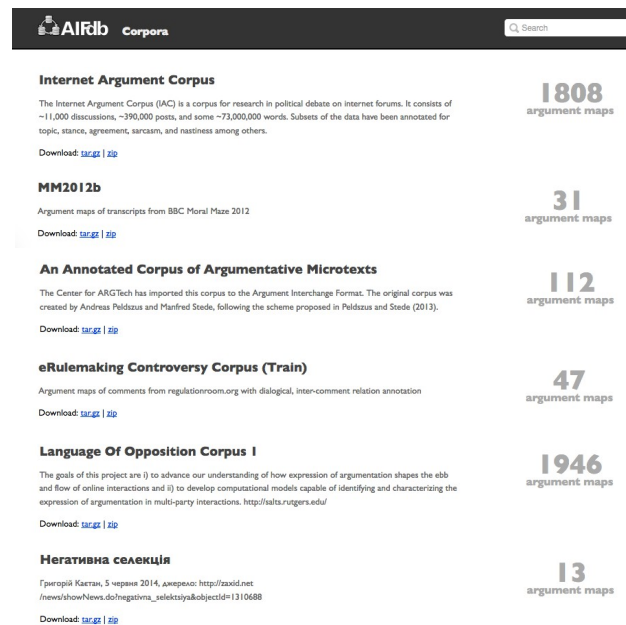 AIFdb Corpora
Search
Internet Argument Corpus
1808
argument maps
The Internet Argument Corpus (IAC) is a corpus for research in political debate on internet forums. It consists of
~11,000 disscussions, ~390,000 posts, and some ~73,000,000 words. Subsets of the data have been annotated for
topic, stance, agreement, sarcasm, and nastiness among others.
Download: tar.gz | zip
MM2012b
31
argument maps
Argument maps of transcripts from BBC Moral Maze 2012
Download: tar.gz | zip
An Annotated Corpus of Argumentative Microtexts
112
argument maps
The Center for ARGTech has imported this corpus to the Argument Interchange Format. The original corpus was
created by Andreas Peldszus and Manfred Stede, following the scheme proposed in Peldszus and Stede (2013).
Download: tar.gz | zip
eRulemaking Controversy Corpus (Train)
47
argument maps
Argument maps of comments from regulationroom.org with dialogical, inter-comment relation annotation
Download: tar.gz | zip
Language Of Opposition Corpus 1
1946
argument maps
The goals of this project are i) to advance our understanding of how expression of argumentation shapes the ebb
and flow of online interactions and ii) to develop computational models capable of identifying and characterizing the
expression of argumentation in multi-party interactions. http://salts.rutgers.edu/
Download: tar.gz | zip
Негативна селекція
13
argument maps
Григорій Каєтан, 5 червня 2014, джерело: http://zaxid.net
/news/showNews.do?negativna_selektsiya&objectId=1310688
Download: tar.gz | zip